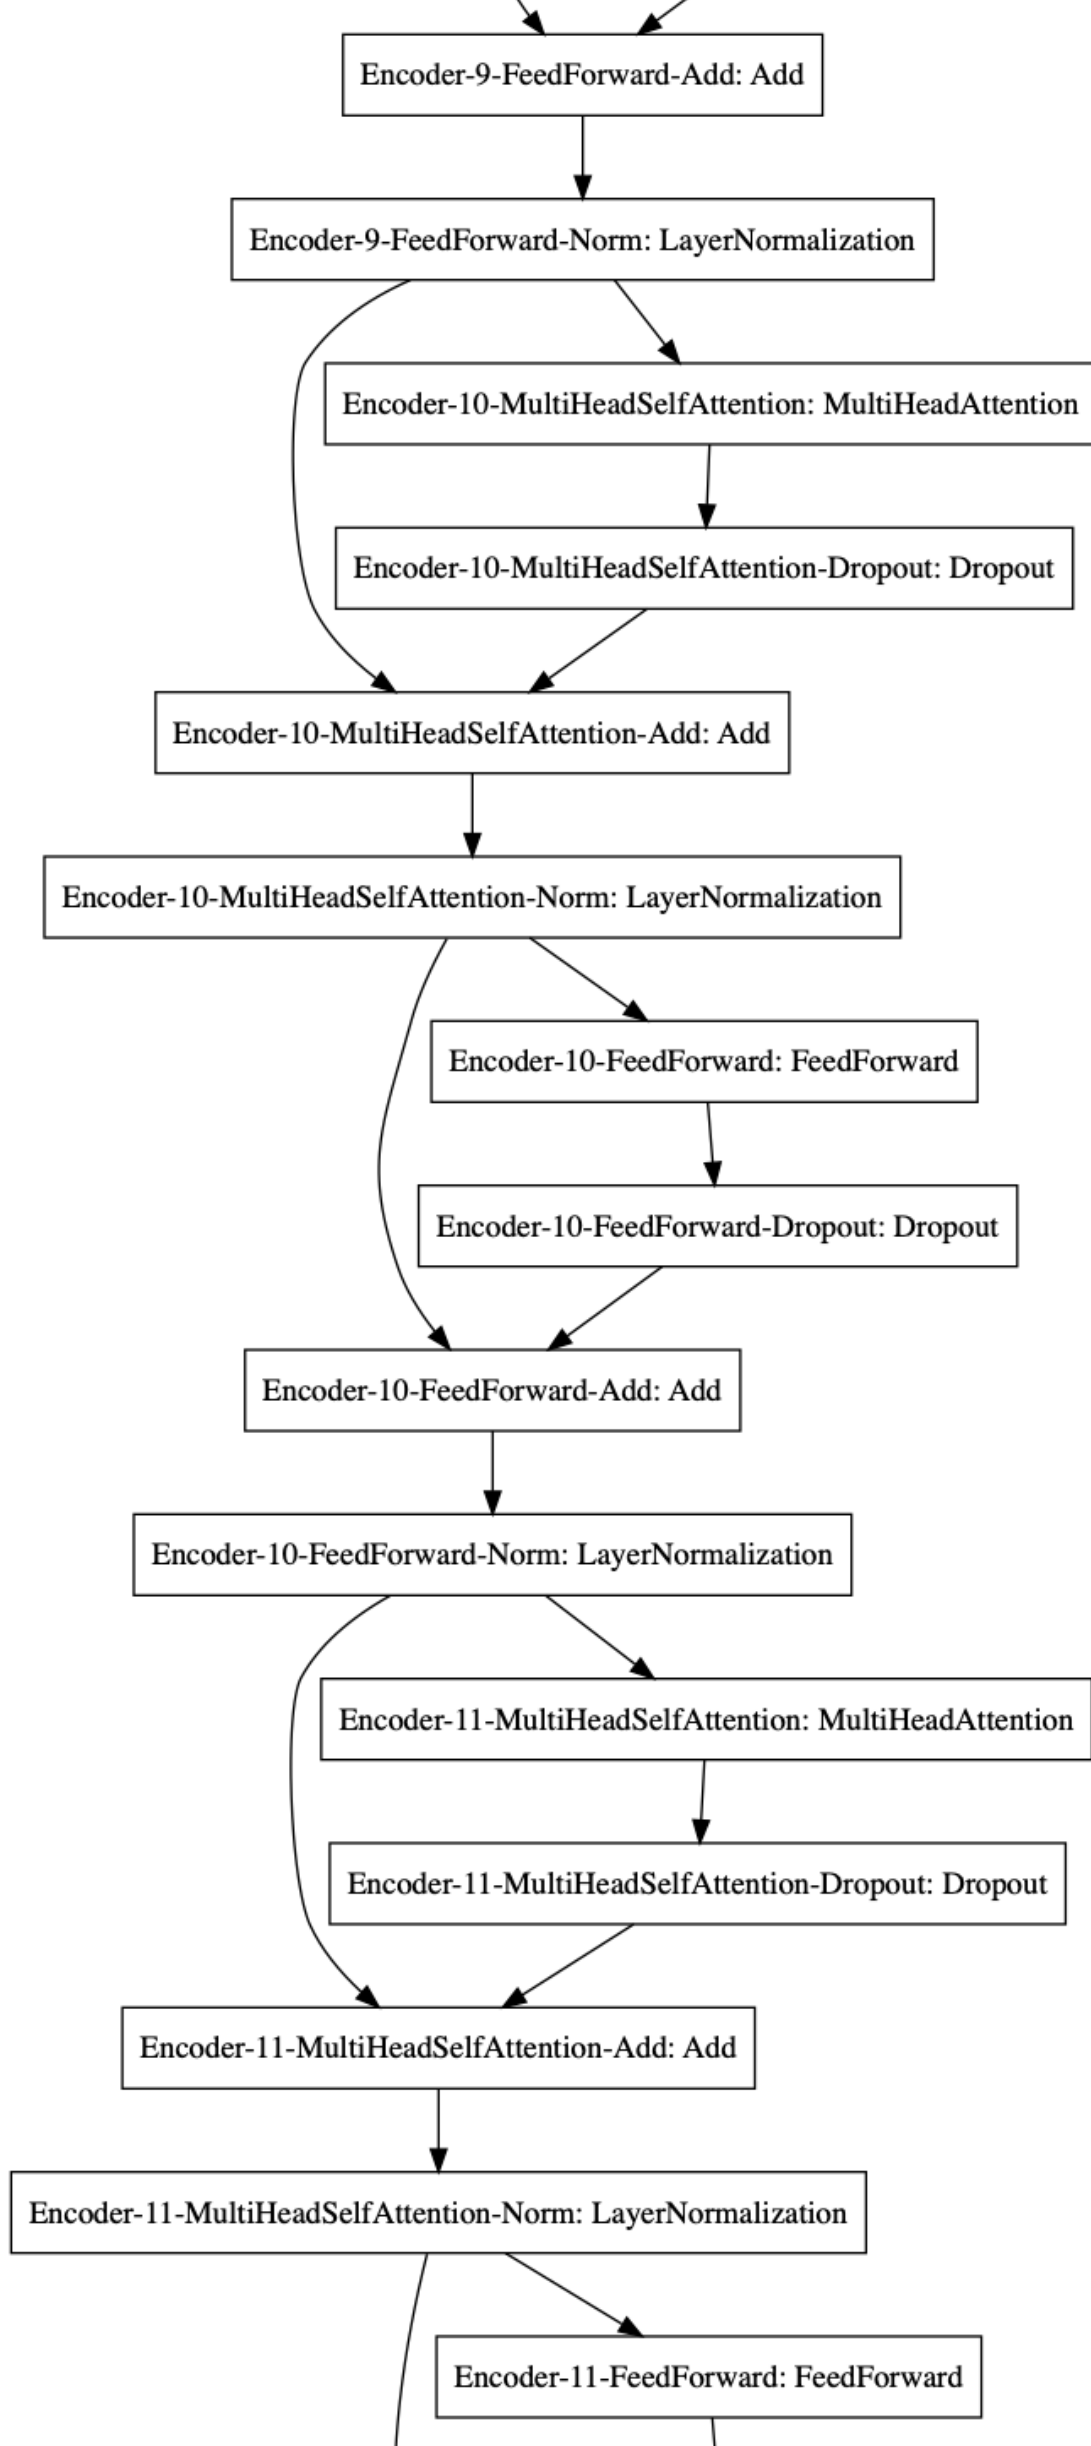 Encoder-9-FeedForward-Add: Add
Encoder-9-FeedForward-Norm: LayerNormalization
Encoder-10-MultiHeadSelfAttention: MultiHeadAttention
Encoder-10-MultiHeadSelfAttention-Dropout: Dropout
Encoder-10-MultiHeadSelfAttention-Add: Add
Encoder-10-MultiHeadSelfAttention-Norm: LayerNormalization
Encoder-10-FeedForward: FeedForward
Encoder-10-FeedForward-Dropout: Dropout
Encoder-10-FeedForward-Add: Add
Encoder-10-FeedForward-Norm: LayerNormalization
Encoder-11-MultiHeadSelfAttention: MultiHeadAttention
Encoder-11-MultiHeadSelfAttention-Dropout: Dropout
Encoder-11-MultiHeadSelfAttention-Add: Add
Encoder-11-MultiHeadSelfAttention-Norm: LayerNormalization
Encoder-11-FeedForward: FeedForward